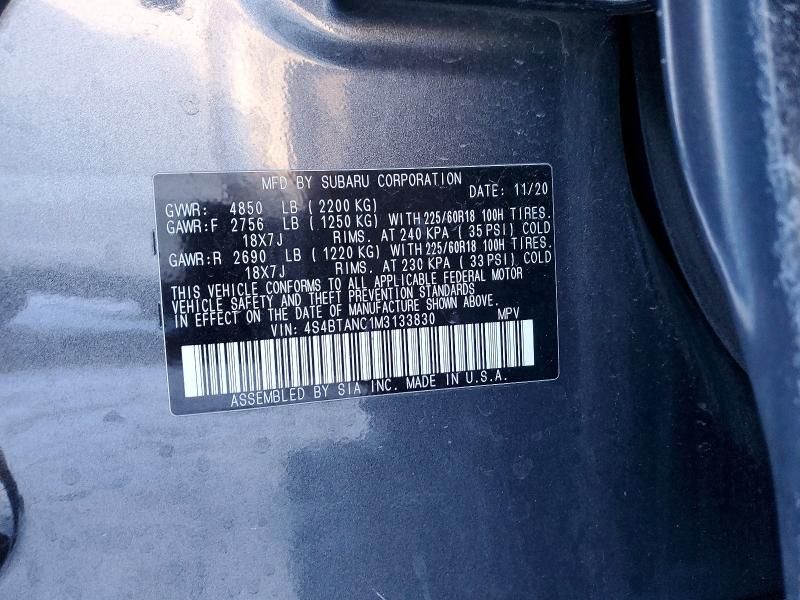 MFD BY SUBARU CORPORATION DATE: 11/20
GVWR: 4850 LB ( 2200 KG)
GAWR:F 2756 LB ( 1250 KG) WITH 225/60R18 100H TIRES.
18X7J RIMS. AT 240 KPA ( 35 PSI) COLD
GAWR:R 2690 LB ( 1220 KG) WITH 225/60R18 100H TIRES.
18X7J RIMS. AT 230 KPA ( 33 PSI) COLD
THIS VEHICLE CONFORMS TO ALL APPLICABLE FEDERAL MOTOR
VEHICLE SAFETY AND THEFT PREVENTION STANDARDS
IN EFFECT ON THE DATE OF MANUFACTURE SHOWN ABOVE.
VIN: 4S4BTANC1M3133830 MPV
ASSEMBLED BY SIA INC. MADE IN U.S.A.